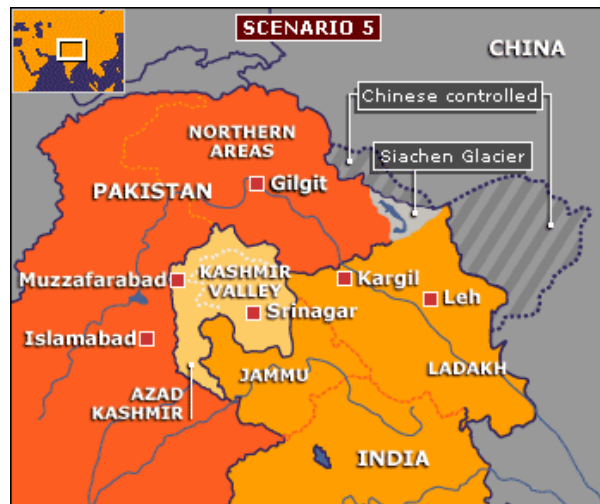 SCENARIO 5
CHINA
Chinese controlled
NORTHERN
AREAS
Siachen Glacier
PAKISTAN
Gilgit
Muzzafarabad
KASHMIR
VALLEY
Kargil
Leh
Srinagar
Islamabad
JAMMU
LADAKH
AZAD
KASHMIR
INDIA